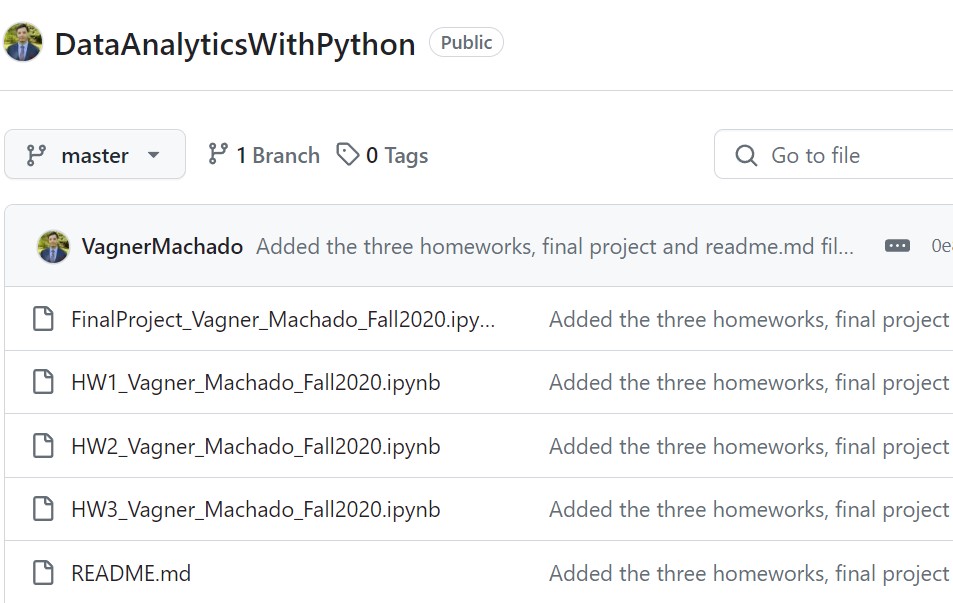 DataAnalyticsWithPython Public
master 1 Branch 0 Tags Go to file
VagnerMachado Added the three homeworks, final project and readme.md fil...
FinalProject_Vagner_Machado_Fall2020.ipy... Added the three homeworks, final project
HW1_Vagner_Machado_Fall2020.ipynb Added the three homeworks, final project
HW2_Vagner_Machado_Fall2020.ipynb Added the three homeworks, final project
HW3_Vagner_Machado_Fall2020.ipynb Added the three homeworks, final project
README.md Added the three homeworks, final project